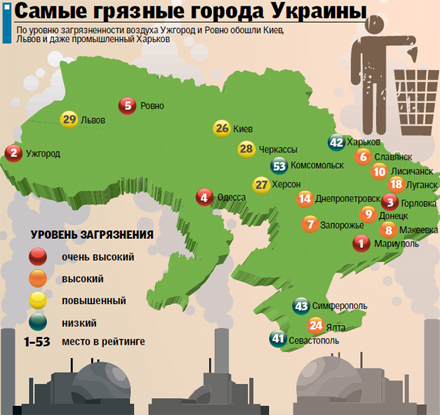 Самые грязные города Украины
По уровню загрязненности воздуха Ужгород и Ровно обошли Киев,
Львов и даже промышленный Харьков
5 Ровно
29 Львов
26 Киев
2 Ужгород
28 Черкассы
42 Харьков
6 Славянск
53 Комсомольск
10 Лисичанск
27 Херсон
18 Луганск
4 Одесса
14 Днепропетровск
3 Горловка
9 Донецк
7 Запорожье
8 Макеевка
1 Мариуполь
УРОВЕНЬ ЗАГРЯЗНЕНИЯ
очень высокий
высокий
повышенный
низкий
1–53 место в рейтинге
43 Симферополь
24 Ялта
41 Севастополь